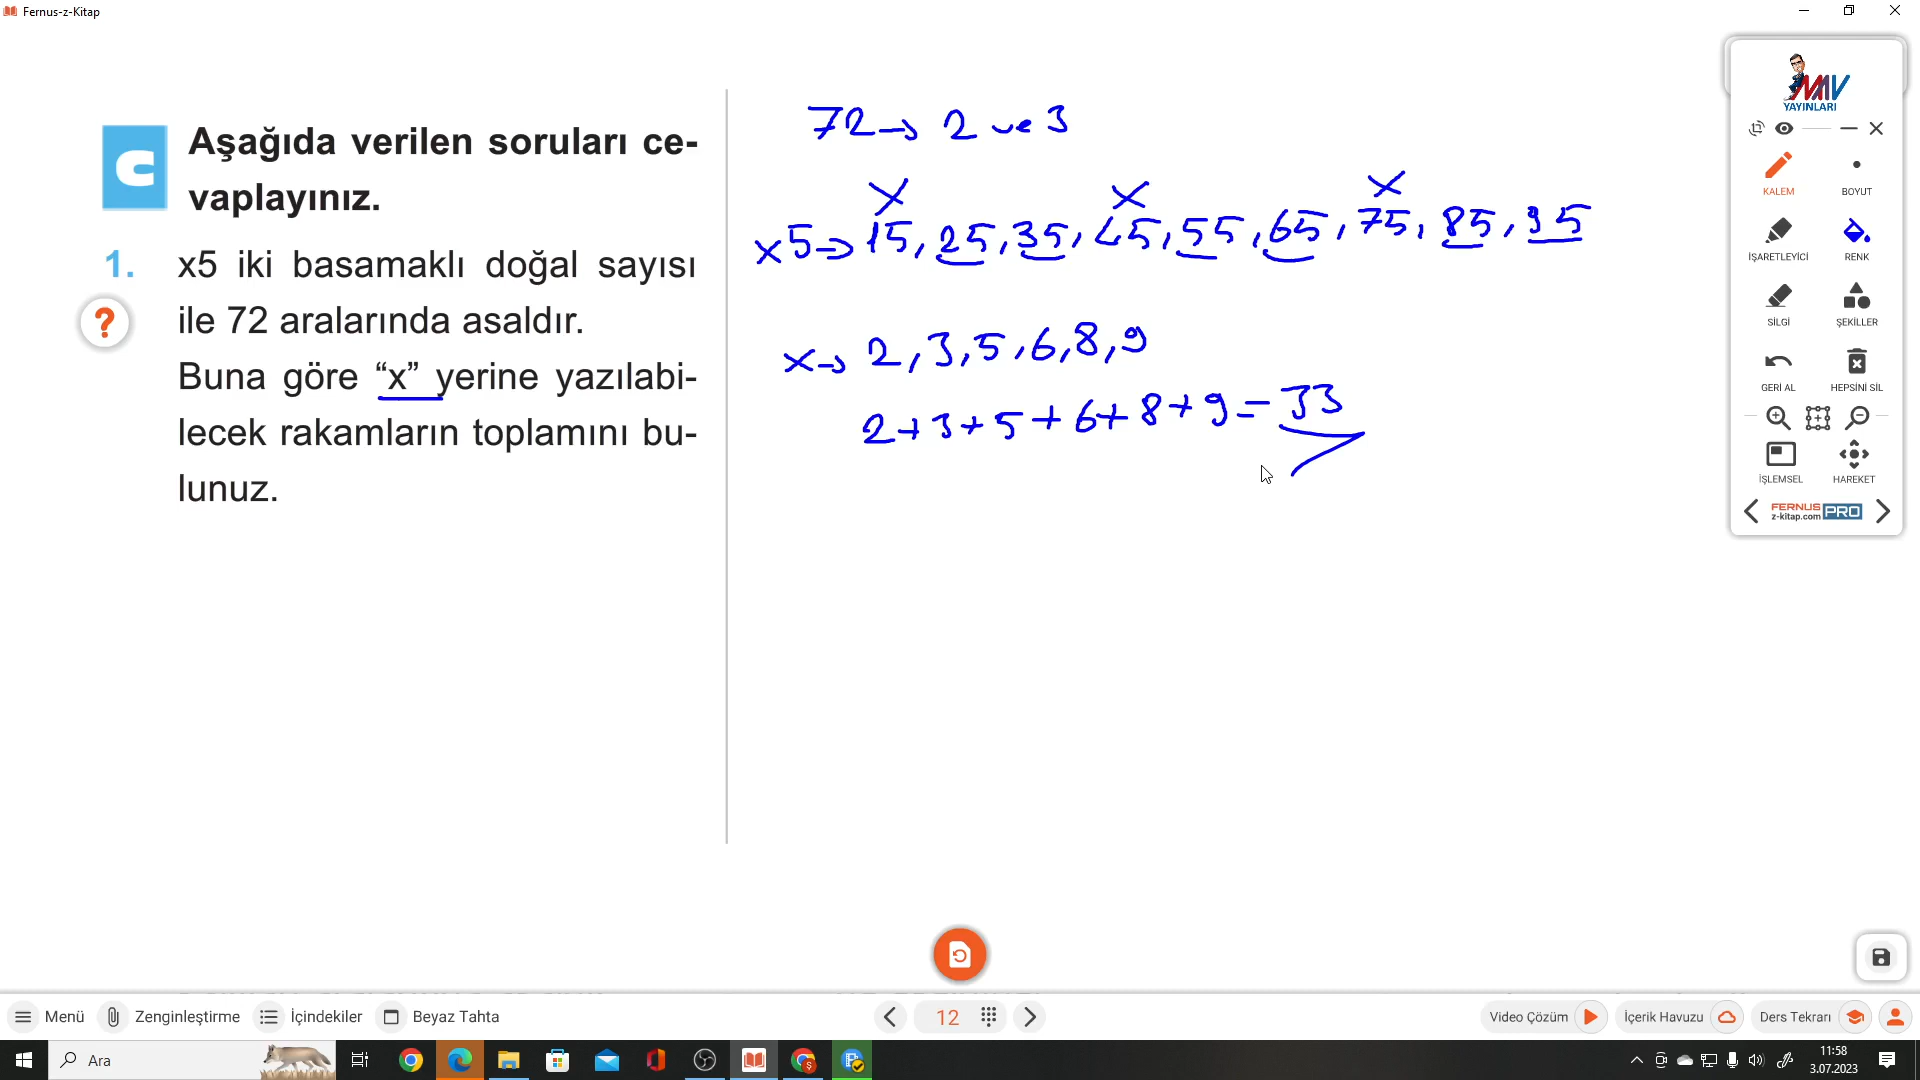 Fernus-z-Kitap
C
Aşağıda verilen soruları ce-
vaplayınız.
1. x5 iki basamaklı doğal sayısı
ile 72 aralarında asaldır.
?
Buna göre “x” yerine yazılabi-
lecek rakamların toplamını bu-
lunuz.
72→ 2 ve 3
x x x
x5→ 15, 25, 35, 45, 55, 65, 75, 85, 95
x→ 2, 3, 5, 6, 8, 9
2+3+5+6+8+9=33
MAV
YAYINLARI
KALEM BOYUT
İŞARETLEYİCİ RENK
SİLGİ ŞEKİLLER
GERİ AL HEPSİNİ SİL
İŞLEMSEL HAREKET
FERNUS
z-kitap.com PRO
Menü Zenginleştirme İçindekiler Beyaz Tahta 12 Video Çözüm İçerik Havuzu Ders Tekrarı
Ara
11:58
3.07.2023